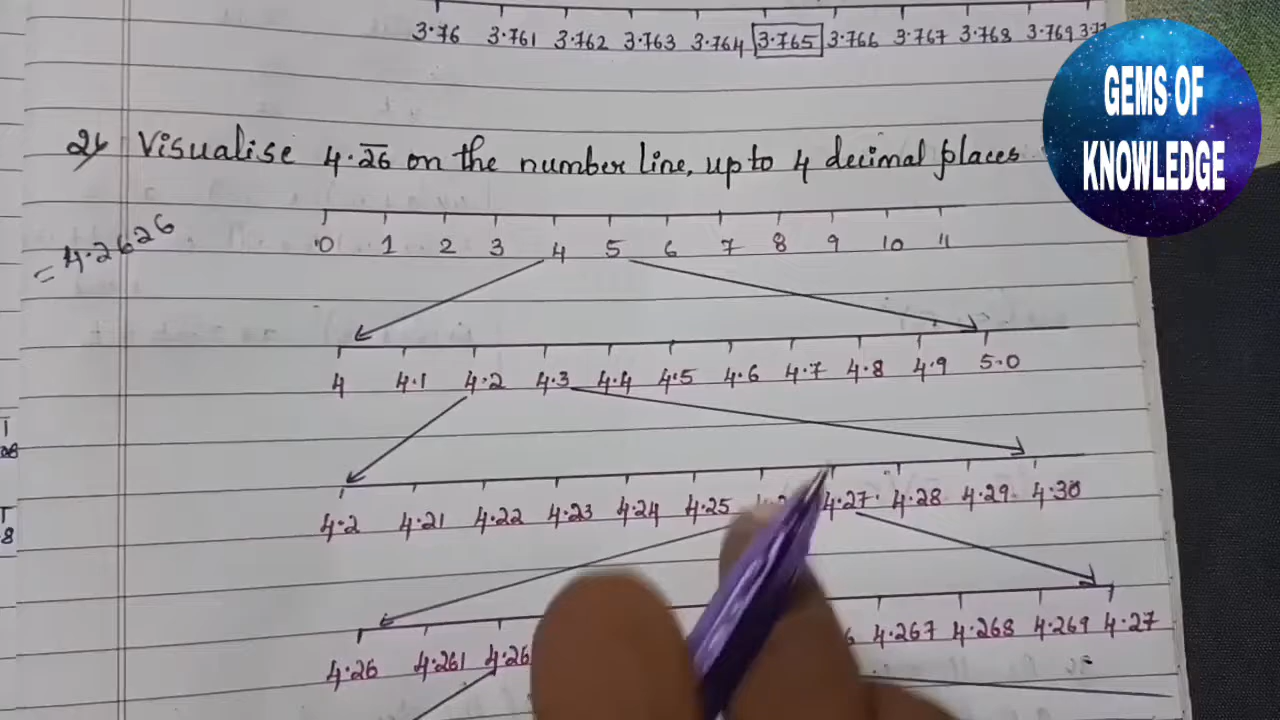 3.76 3.761 3.762 3.763 3.764 3.765 3.766 3.767 3.768 3.769
GEMS OF
KNOWLEDGE
2) Visualise 4.2̅6̅ on the number line, up to 4 decimal places
= 4.2626
0 1 2 3 4 5 6 7 8 9 10 11
4 4.1 4.2 4.3 4.4 4.5 4.6 4.7 4.8 4.9 5.0
4.2 4.21 4.22 4.23 4.24 4.25 4.27 4.28 4.29 4.30
4.26 4.261 4.267 4.268 4.269 4.27